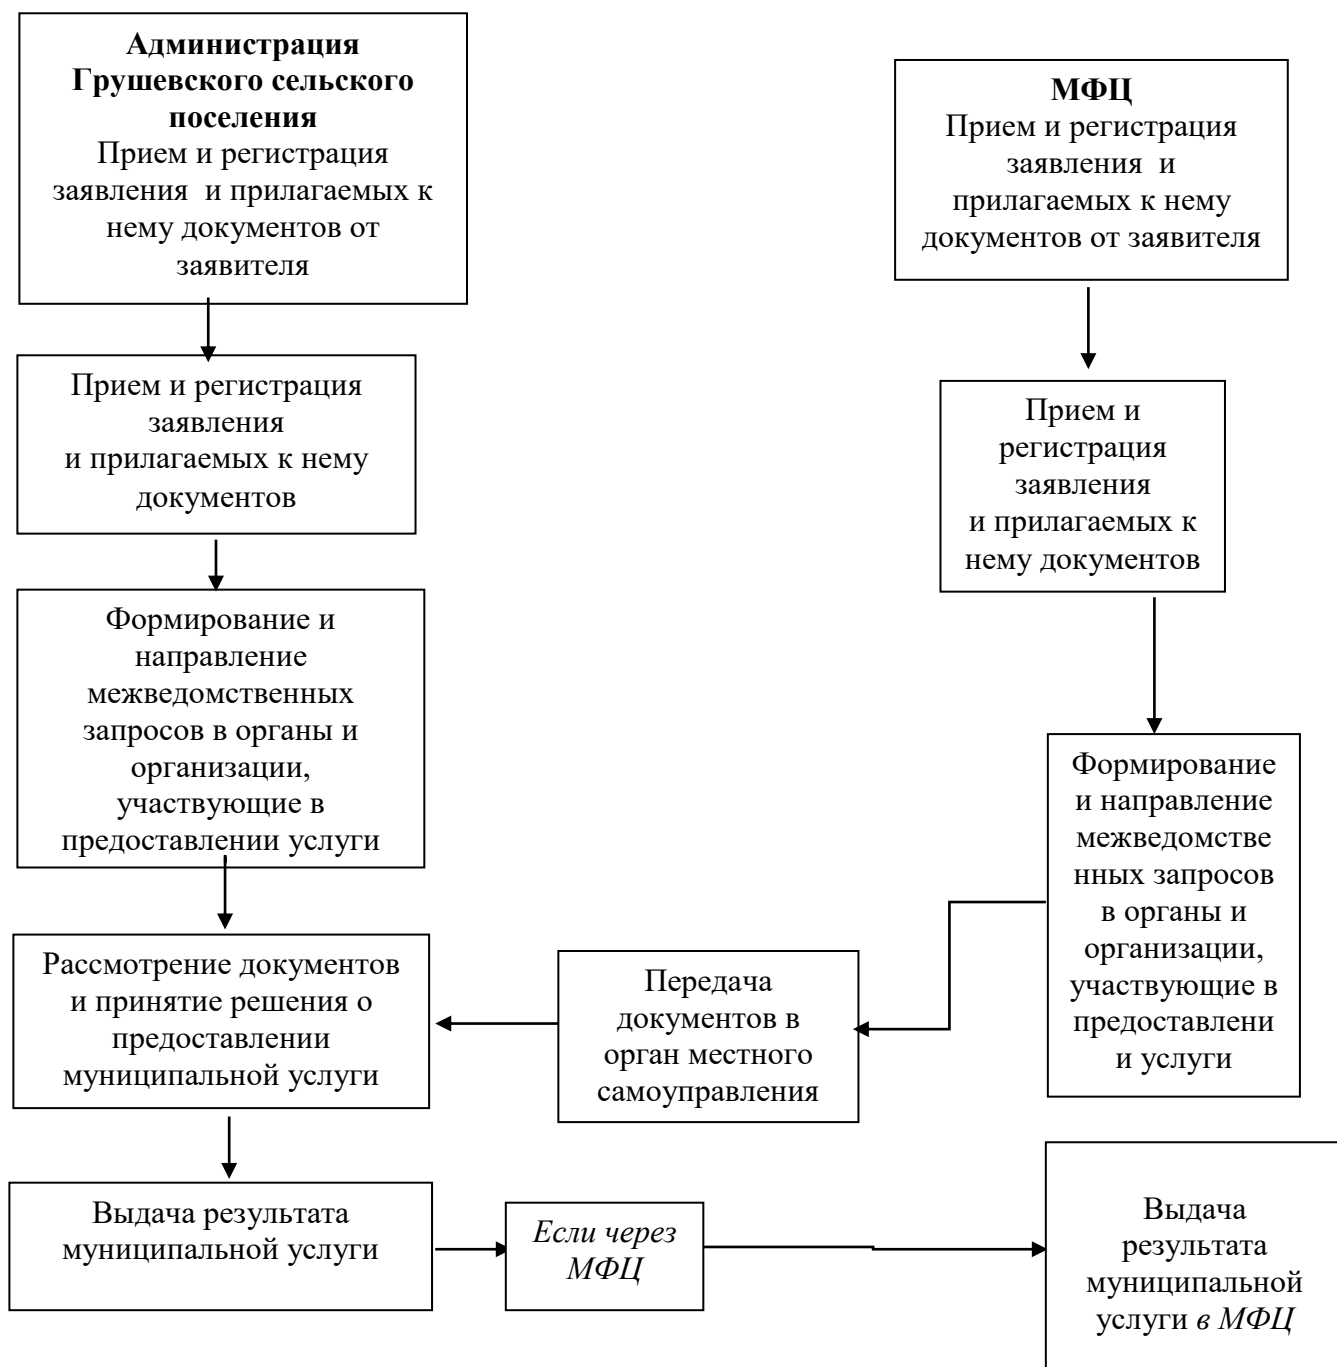 Администрация
Грушевского сельского
поселения
Прием и регистрация
заявления и прилагаемых к
нему документов от
заявителя
МФЦ
Прием и регистрация
заявления и
прилагаемых к нему
документов от заявителя
Прием и регистрация
заявления
и прилагаемых к нему
документов
Прием и
регистрация
заявления
и прилагаемых к
нему документов
Формирование и
направление
межведомственных
запросов в органы и
организации,
участвующие в
предоставлении услуги
Формирование
и направление
межведомстве
нных запросов
в органы и
организации,
участвующие в
предоставлени
и услуги
Рассмотрение документов
и принятие решения о
предоставлении
муниципальной услуги
Передача
документов в
орган местного
самоуправления
Выдача результата
муниципальной услуги
Если через
МФЦ
Выдача
результата
муниципальной
услуги в МФЦ